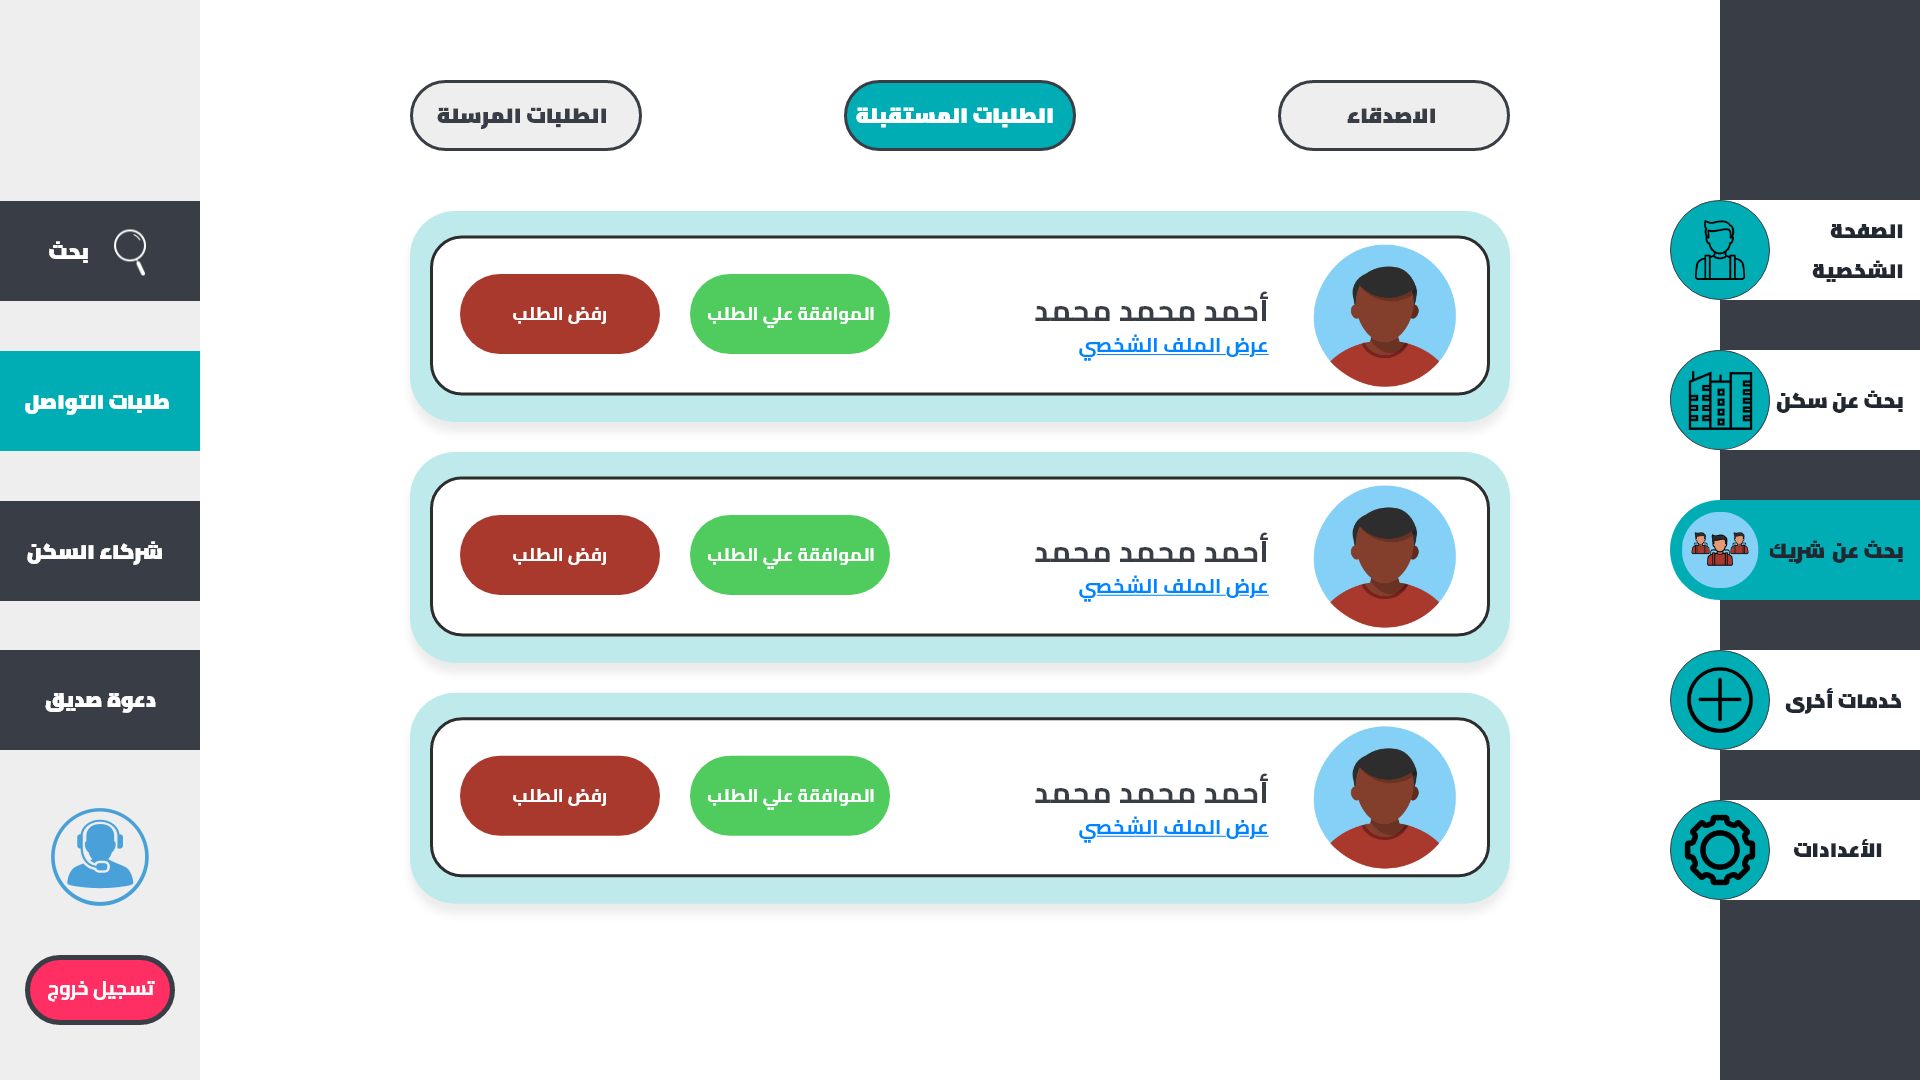 الاصدقاء
الطلبات المستقبلة
الطلبات المرسلة
الصفحة
الشخصية
بحث عن سكن
بحث عن شريك
خدمات أخرى
الأعدادات
أحمد محمد محمد
عرض الملف الشخصي
الموافقة علي الطلب
رفض الطلب
أحمد محمد محمد
عرض الملف الشخصي
الموافقة علي الطلب
رفض الطلب
أحمد محمد محمد
عرض الملف الشخصي
الموافقة علي الطلب
رفض الطلب
بحث
طلبات التواصل
شركاء السكن
دعوة صديق
تسجيل خروج